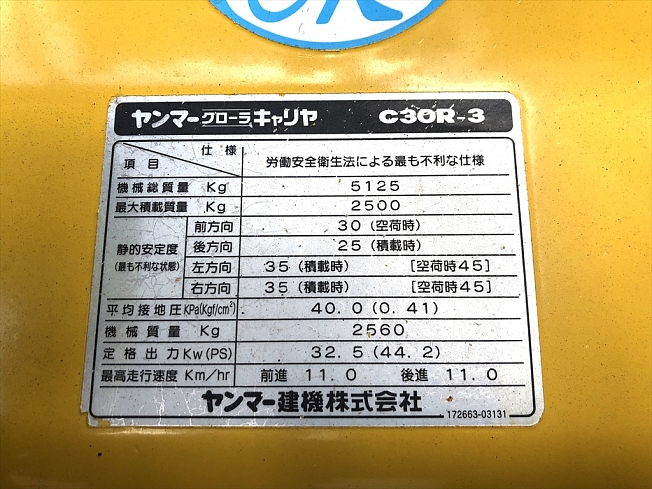 ヤンマークローラキャリヤ C30R-3
仕様
項目
労働安全衛生法による最も不利な仕様
機械総質量 Kg 5125
最大積載質量 Kg 2500
静的安定度
(最も不利な状態)
前方向 30 (空荷時)
後方向 25 (積載時)
左方向 35 (積載時) [空荷時45]
右方向 35 (積載時) [空荷時45]
平均接地圧 KPa(Kgf/cm²) 40.0 (0.41)
機械質量 Kg 2560
定格出力 Kw(PS) 32.5 (44.2)
最高走行速度 Km/hr 前進 11.0 後進 11.0
ヤンマー建機株式会社
172663-03131